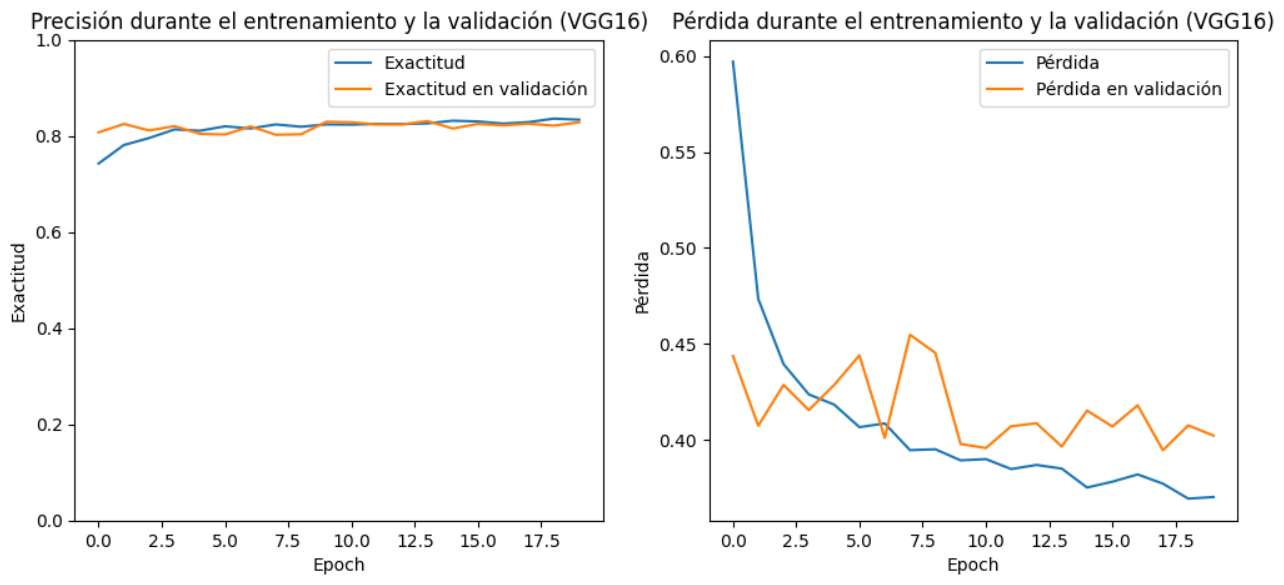 Precisión durante el entrenamiento y la validación (VGG16)
1.0
0.8
0.6
0.4
0.2
0.0
Exactitud
Exactitud
Exactitud en validación
0.0 2.5 5.0 7.5 10.0 12.5 15.0 17.5
Epoch
Pérdida durante el entrenamiento y la validación (VGG16)
0.60
0.55
0.50
0.45
0.40
Pérdida
Pérdida
Pérdida en validación
0.0 2.5 5.0 7.5 10.0 12.5 15.0 17.5
Epoch